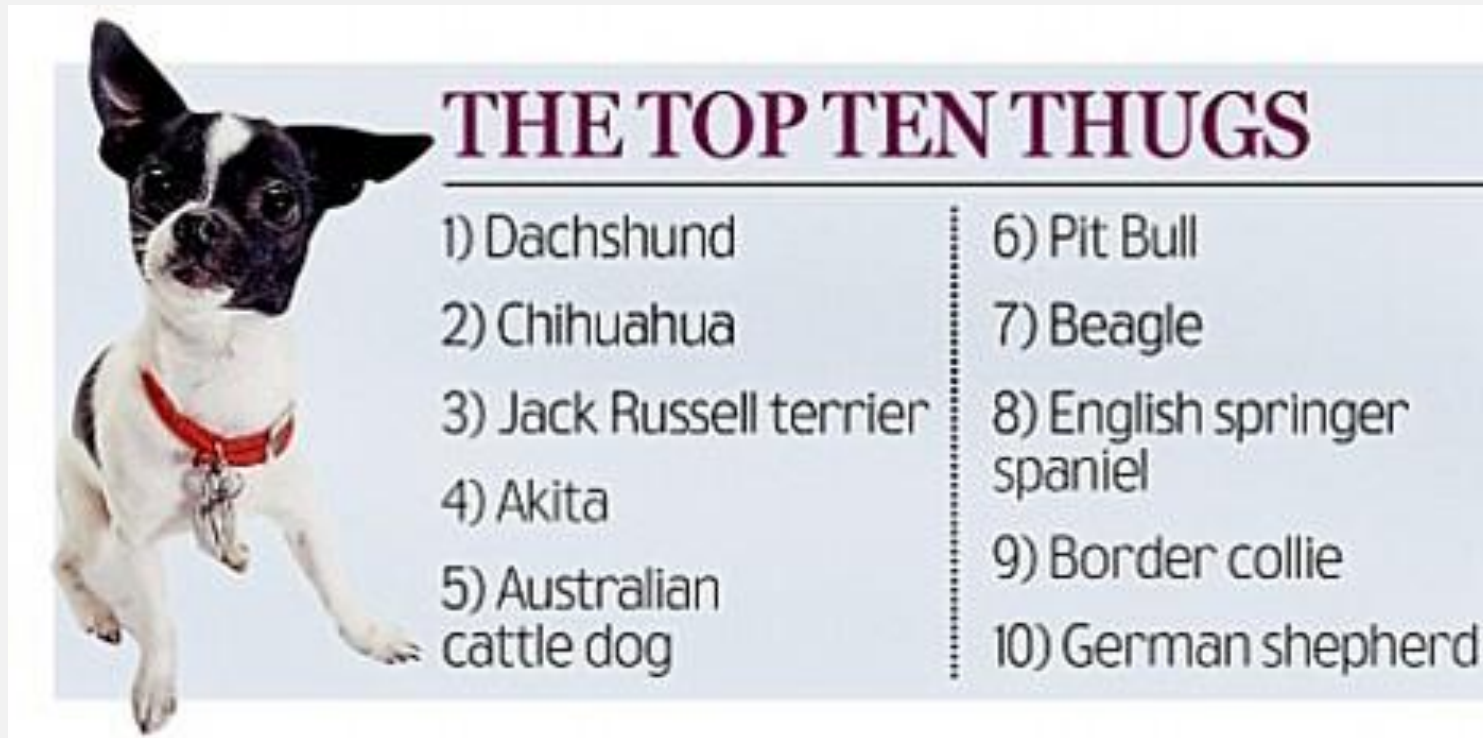 THE TOP TEN THUGS
1) Dachshund
2) Chihuahua
3) Jack Russell terrier
4) Akita
5) Australian
cattle dog
6) Pit Bull
7) Beagle
8) English springer
spaniel
9) Border collie
10) German shepherd